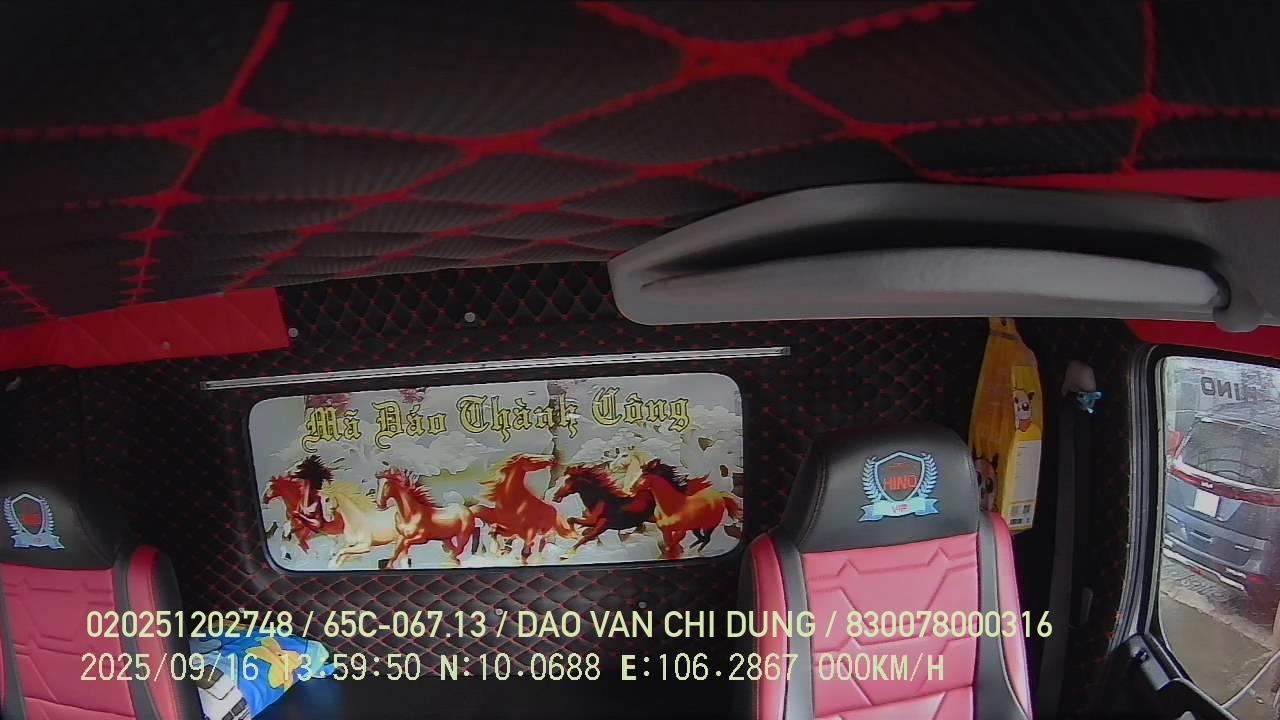 Mã Đáo Thành Công
HINO
HINO
VIP
020251202748 / 65C-067.13 / DAO VAN CHI DUNG / 830078000316
2025/09/16 13:59:50 N:10.0688 E:106.2867 000KM/H